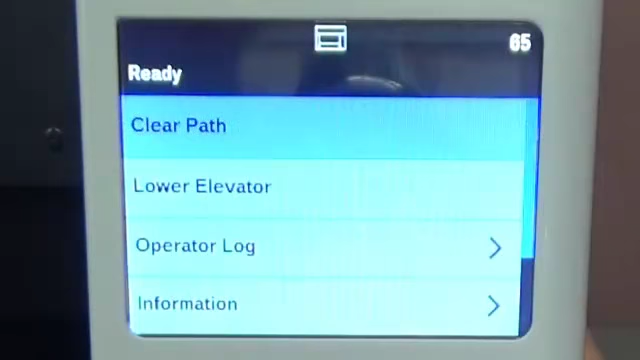 65
Ready
Clear Path
Lower Elevator
Operator Log
Information